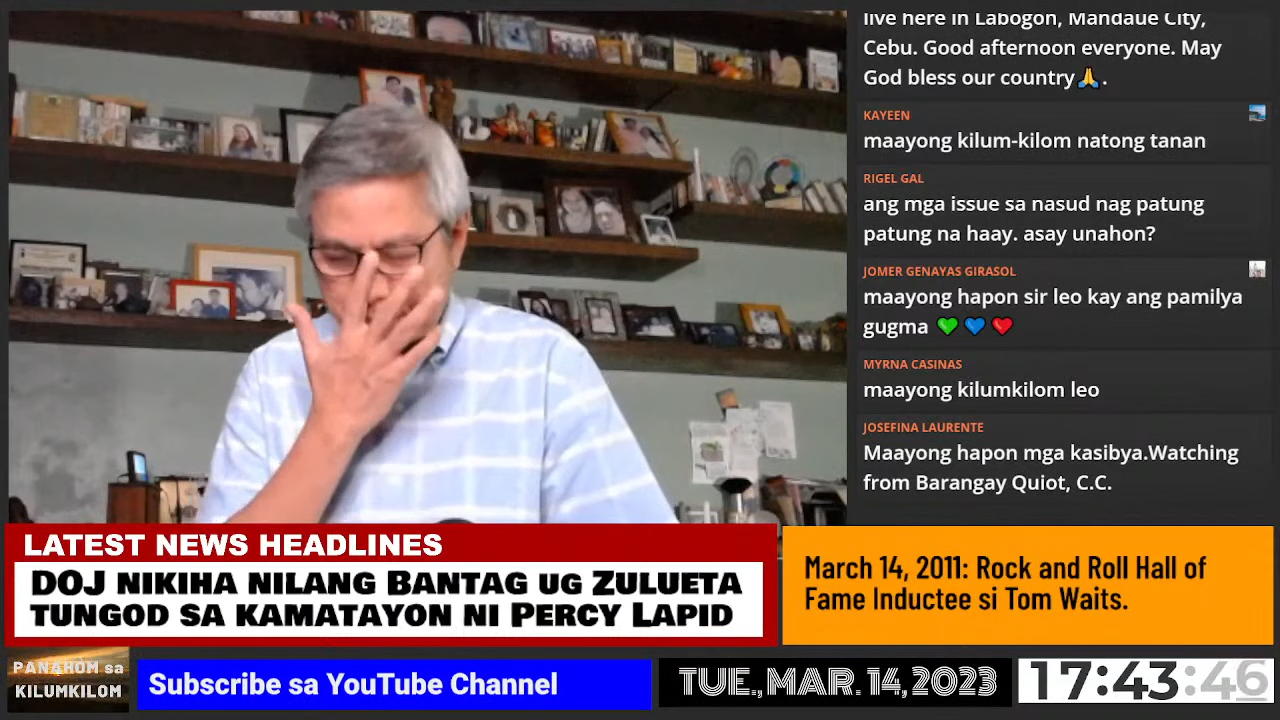 live here in Labogon, Mandaue City,
Cebu. Good afternoon everyone. May
God bless our country🙏.
KAYEEN
maayong kilum-kilom natong tanan
RIGEL GAL
ang mga issue sa nasud nag patung
patung na haay. asay unahon?
JOMER GENAYAS GIRASOL
maayong hapon sir leo kay ang pamilya
gugma 💚 💙 ❤️
MYRNA CASINAS
maayong kilumkilom leo
JOSEFINA LAURENTE
Maayong hapon mga kasibya.Watching
from Barangay Quiot, C.C.
LATEST NEWS HEADLINES
DOJ NIKIHA NILANG BANTAG UG ZULUETA
TUNGOD SA KAMATAYON NI PERCY LAPID
March 14, 2011: Rock and Roll Hall of
Fame Inductee si Tom Waits.
PANAHOM sa
KILUMKILOM
Subscribe sa YouTube Channel
TUE., MAR. 14, 2023
17:43:46